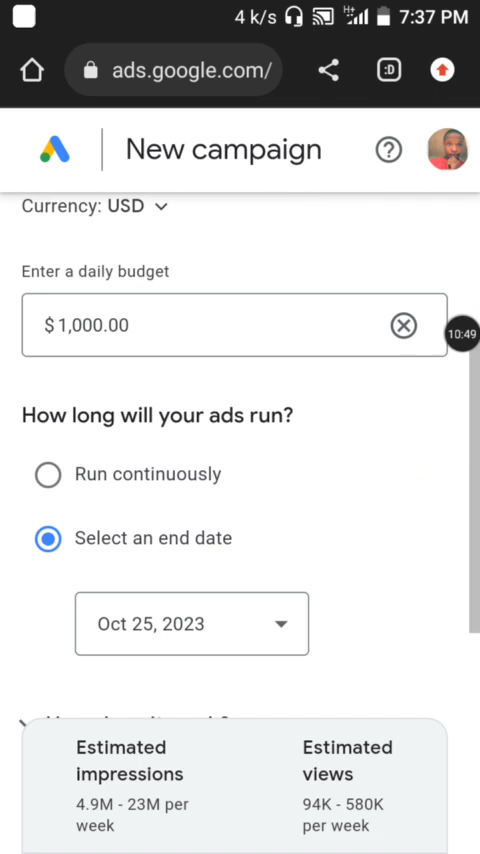 4 k/s H+ 7:37 PM
ads.google.com/ :D
New campaign
Currency: USD
Enter a daily budget
$ 1,000.00
10:49
How long will your ads run?
Run continuously
Select an end date
Oct 25, 2023
Estimated impressions
4.9M - 23M per week
Estimated views
94K - 580K per week